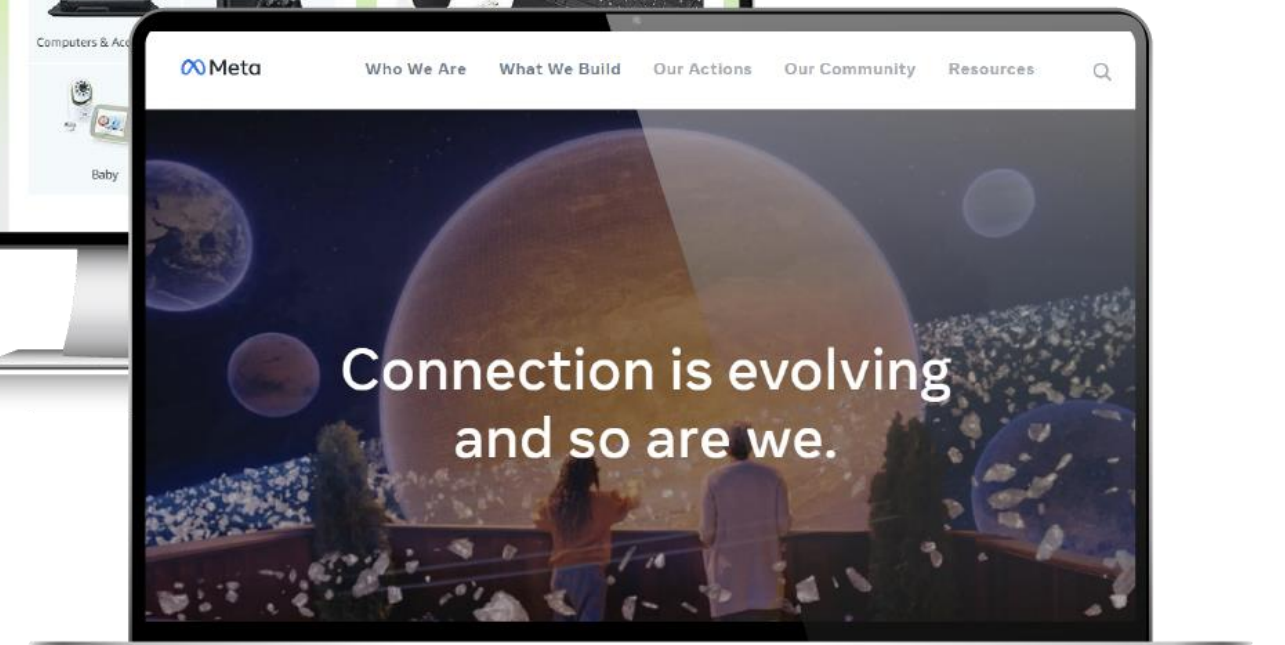 Computers & Acc
Baby
Meta
Who We Are What We Build Our Actions Our Community Resources
Connection is evolving
and so are we.